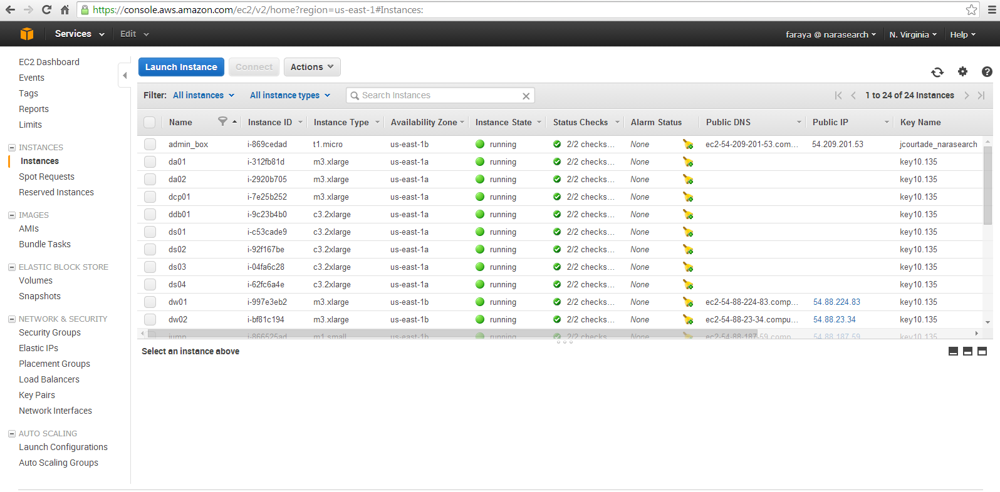 https://console.aws.amazon.com/ec2/v2/home?region=us-east-1#Instances:
Services Edit faraya @ narasearch N. Virginia Help
EC2 Dashboard
Events
Tags
Reports
Limits
INSTANCES
Instances
Spot Requests
Reserved Instances
IMAGES
AMIs
Bundle Tasks
ELASTIC BLOCK STORE
Volumes
Snapshots
NETWORK & SECURITY
Security Groups
Elastic IPs
Placement Groups
Load Balancers
Key Pairs
Network Interfaces
AUTO SCALING
Launch Configurations
Auto Scaling Groups
Launch Instance Connect Actions
Filter: All instances All instance types Search Instances 1 to 24 of 24 Instances
Name Instance ID Instance Type Availability Zone Instance State Status Checks Alarm Status Public DNS Public IP Key Name
admin_box i-869cedad t1.micro us-east-1b running 2/2 checks... None ec2-54-209-201-53.com... 54.209.201.53 jcourtade_narasearch
da01 i-312fb81d m3.xlarge us-east-1a running 2/2 checks... None key10.135
da02 i-2920b705 m3.xlarge us-east-1a running 2/2 checks... None key10.135
dcp01 i-7e25b252 m3.xlarge us-east-1a running 2/2 checks... None key10.135
ddb01 i-9c23b4b0 c3.2xlarge us-east-1a running 2/2 checks... None key10.135
ds01 i-c53cade9 c3.2xlarge us-east-1a running 2/2 checks... None key10.135
ds02 i-92f167be c3.2xlarge us-east-1a running 2/2 checks... None key10.135
ds03 i-04fa6c28 c3.2xlarge us-east-1a running 2/2 checks... None key10.135
ds04 i-62fc6a4e c3.2xlarge us-east-1a running 2/2 checks... None key10.135
dw01 i-997e3eb2 m3.xlarge us-east-1b running 2/2 checks... None ec2-54-88-224-83.comp... 54.88.224.83 key10.135
dw02 i-bf81c194 m3.xlarge us-east-1b running 2/2 checks... None ec2-54-88-23-34.compu... 54.88.23.34 key10.135
jump i-866525ad m1.small us-east-1b running 2/2 checks... None ec2-54-88-187-59.comp... 54.88.187.59 key10.135
Select an instance above